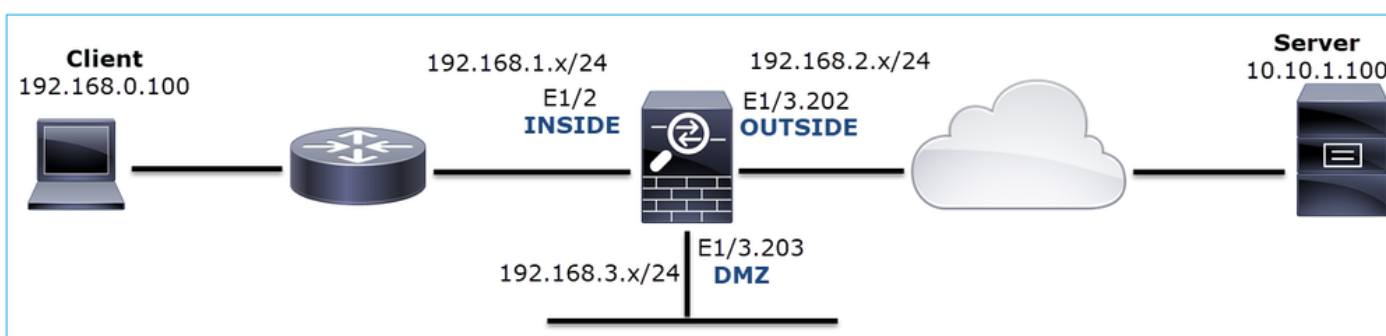 Client
192.168.0.100
192.168.1.x/24
E1/2
INSIDE
192.168.2.x/24
E1/3.202
OUTSIDE
Server
10.10.1.100
192.168.3.x/24
E1/3.203
DMZ